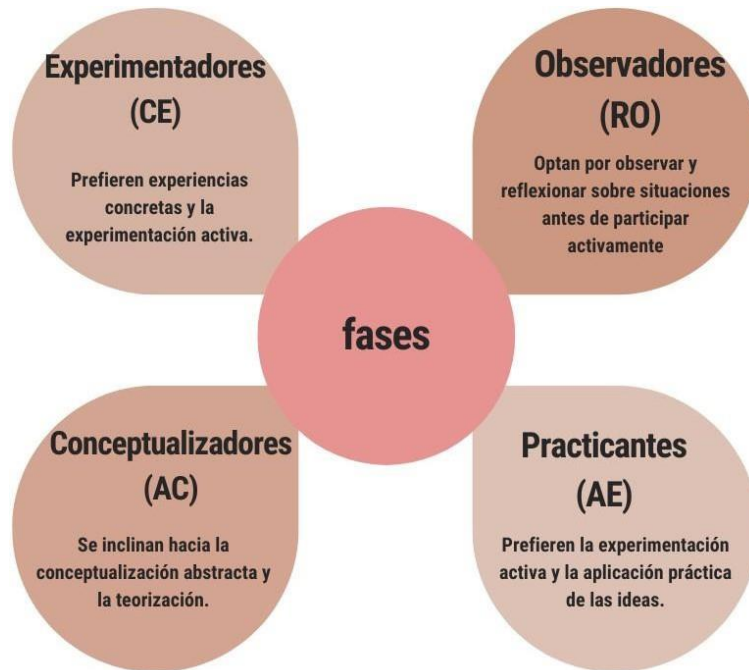 Experimentadores
(CE)
Prefieren experiencias
concretas y la
experimentación activa.
Observadores
(RO)
Optan por observar y
reflexionar sobre situaciones
antes de participar
activamente
fases
Conceptualizadores
(AC)
Se inclinan hacia la
conceptualización abstracta y
la teorización.
Practicantes
(AE)
Prefieren la experimentación
activa y la aplicación práctica
de las ideas.